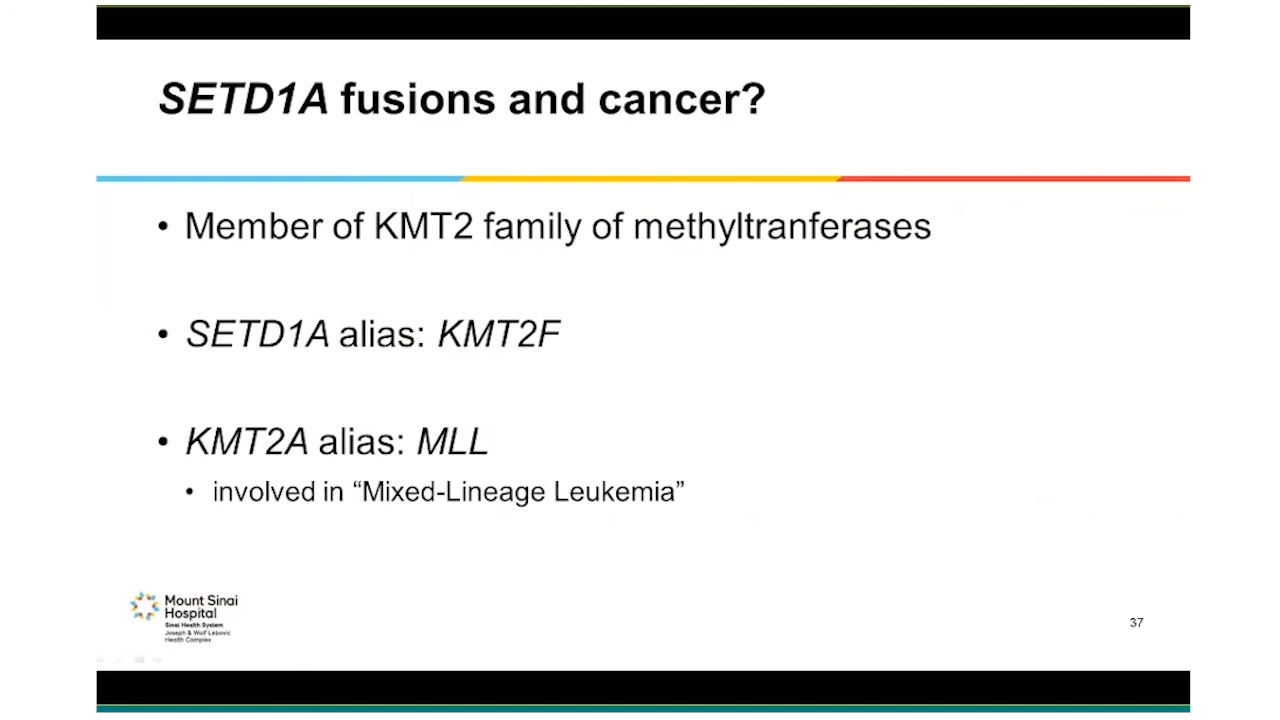 SETD1A fusions and cancer?
• Member of KMT2 family of methyltranferases
• SETD1A alias: KMT2F
• KMT2A alias: MLL
• involved in “Mixed-Lineage Leukemia”
Mount Sinai
Hospital
Sinai Health System
Joseph & Wolf Lebovic
Health Complex
37